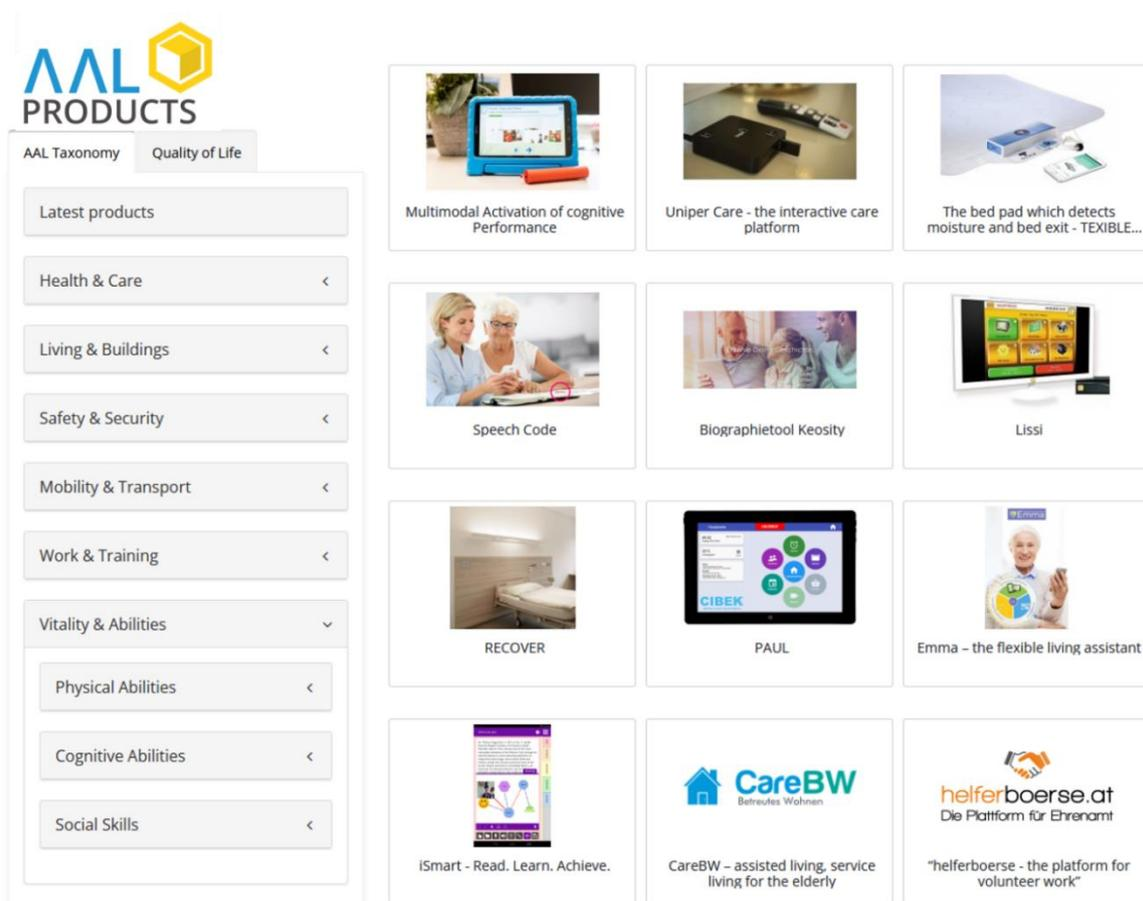 AAL
PRODUCTS
AAL Taxonomy
Quality of Life
Latest products
Health & Care
Living & Buildings
Safety & Security
Mobility & Transport
Work & Training
Vitality & Abilities
Physical Abilities
Cognitive Abilities
Social Skills
Multimodal Activation of cognitive
Performance
Uniper Care - the interactive care
platform
The bed pad which detects
moisture and bed exit - TEXIBLE...
Speech Code
Biographietool Keosity
Lissi
RECOVER
CIBEK
PAUL
Emma
Emma – the flexible living assistant
iSmart - Read. Learn. Achieve.
CareBW
Betreutes Wohnen
CareBW – assisted living, service
living for the elderly
helferboerse.at
Die Plattform für Ehrenamt
“helferboerse - the platform for
volunteer work”